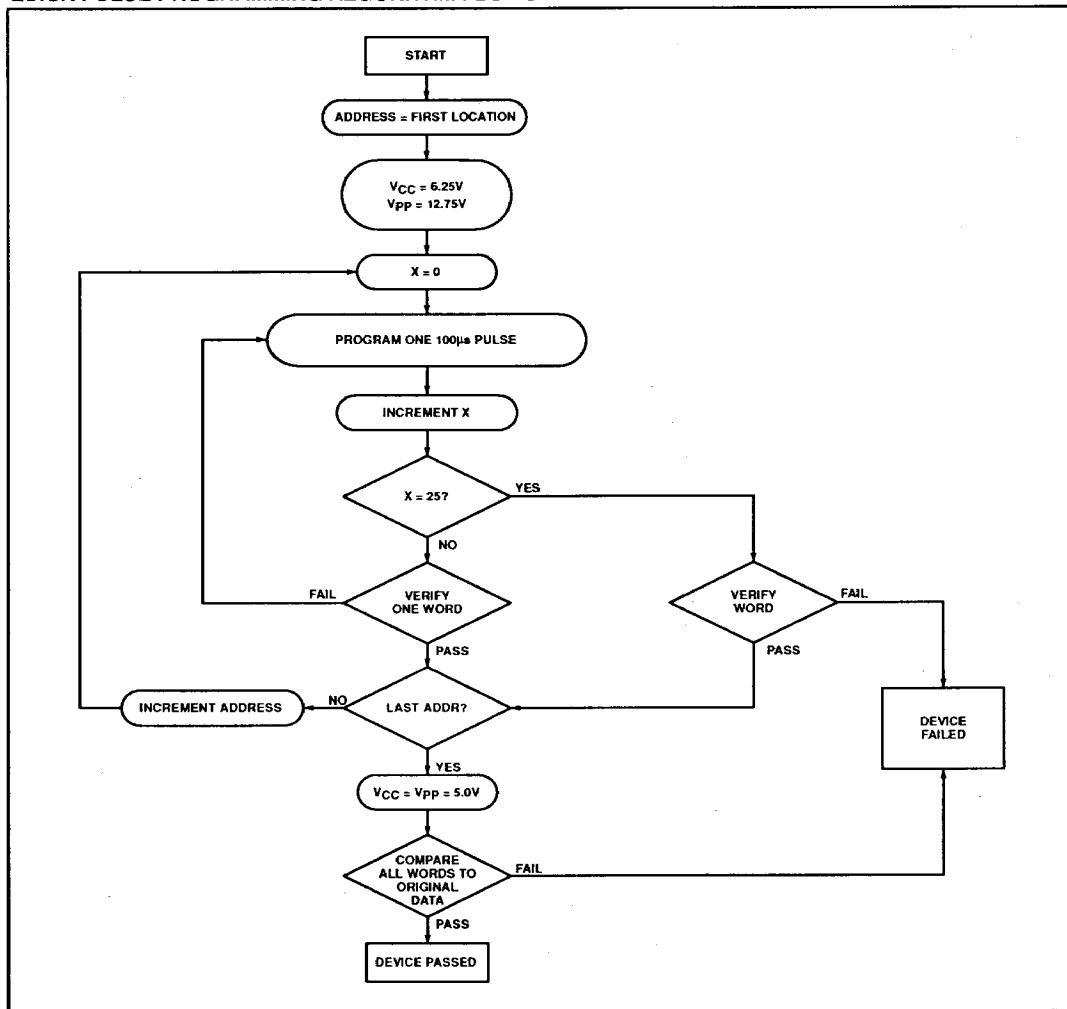 START
ADDRESS = FIRST LOCATION
VCC = 6.25V
VPP = 12.75V
X = 0
PROGRAM ONE 100µs PULSE
INCREMENT X
X = 25?
YES
NO
VERIFY
ONE WORD
FAIL
PASS
VERIFY
WORD
FAIL
PASS
LAST ADDR?
NO
INCREMENT ADDRESS
YES
DEVICE
FAILED
VCC = VPP = 5.0V
COMPARE
ALL WORDS TO
ORIGINAL
DATA
FAIL
PASS
DEVICE PASSED